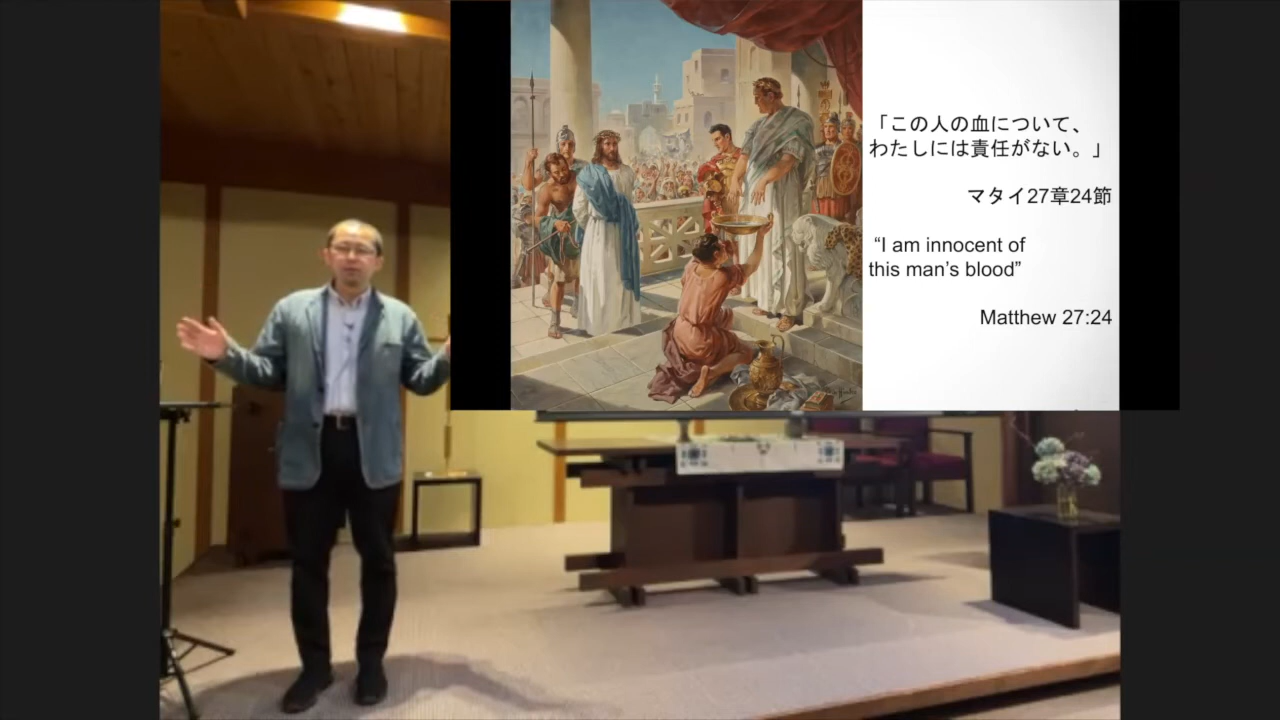 「この人の血について、
わたしには責任がない。」
マタイ27章24節
“I am innocent of
this man’s blood”
Matthew 27:24